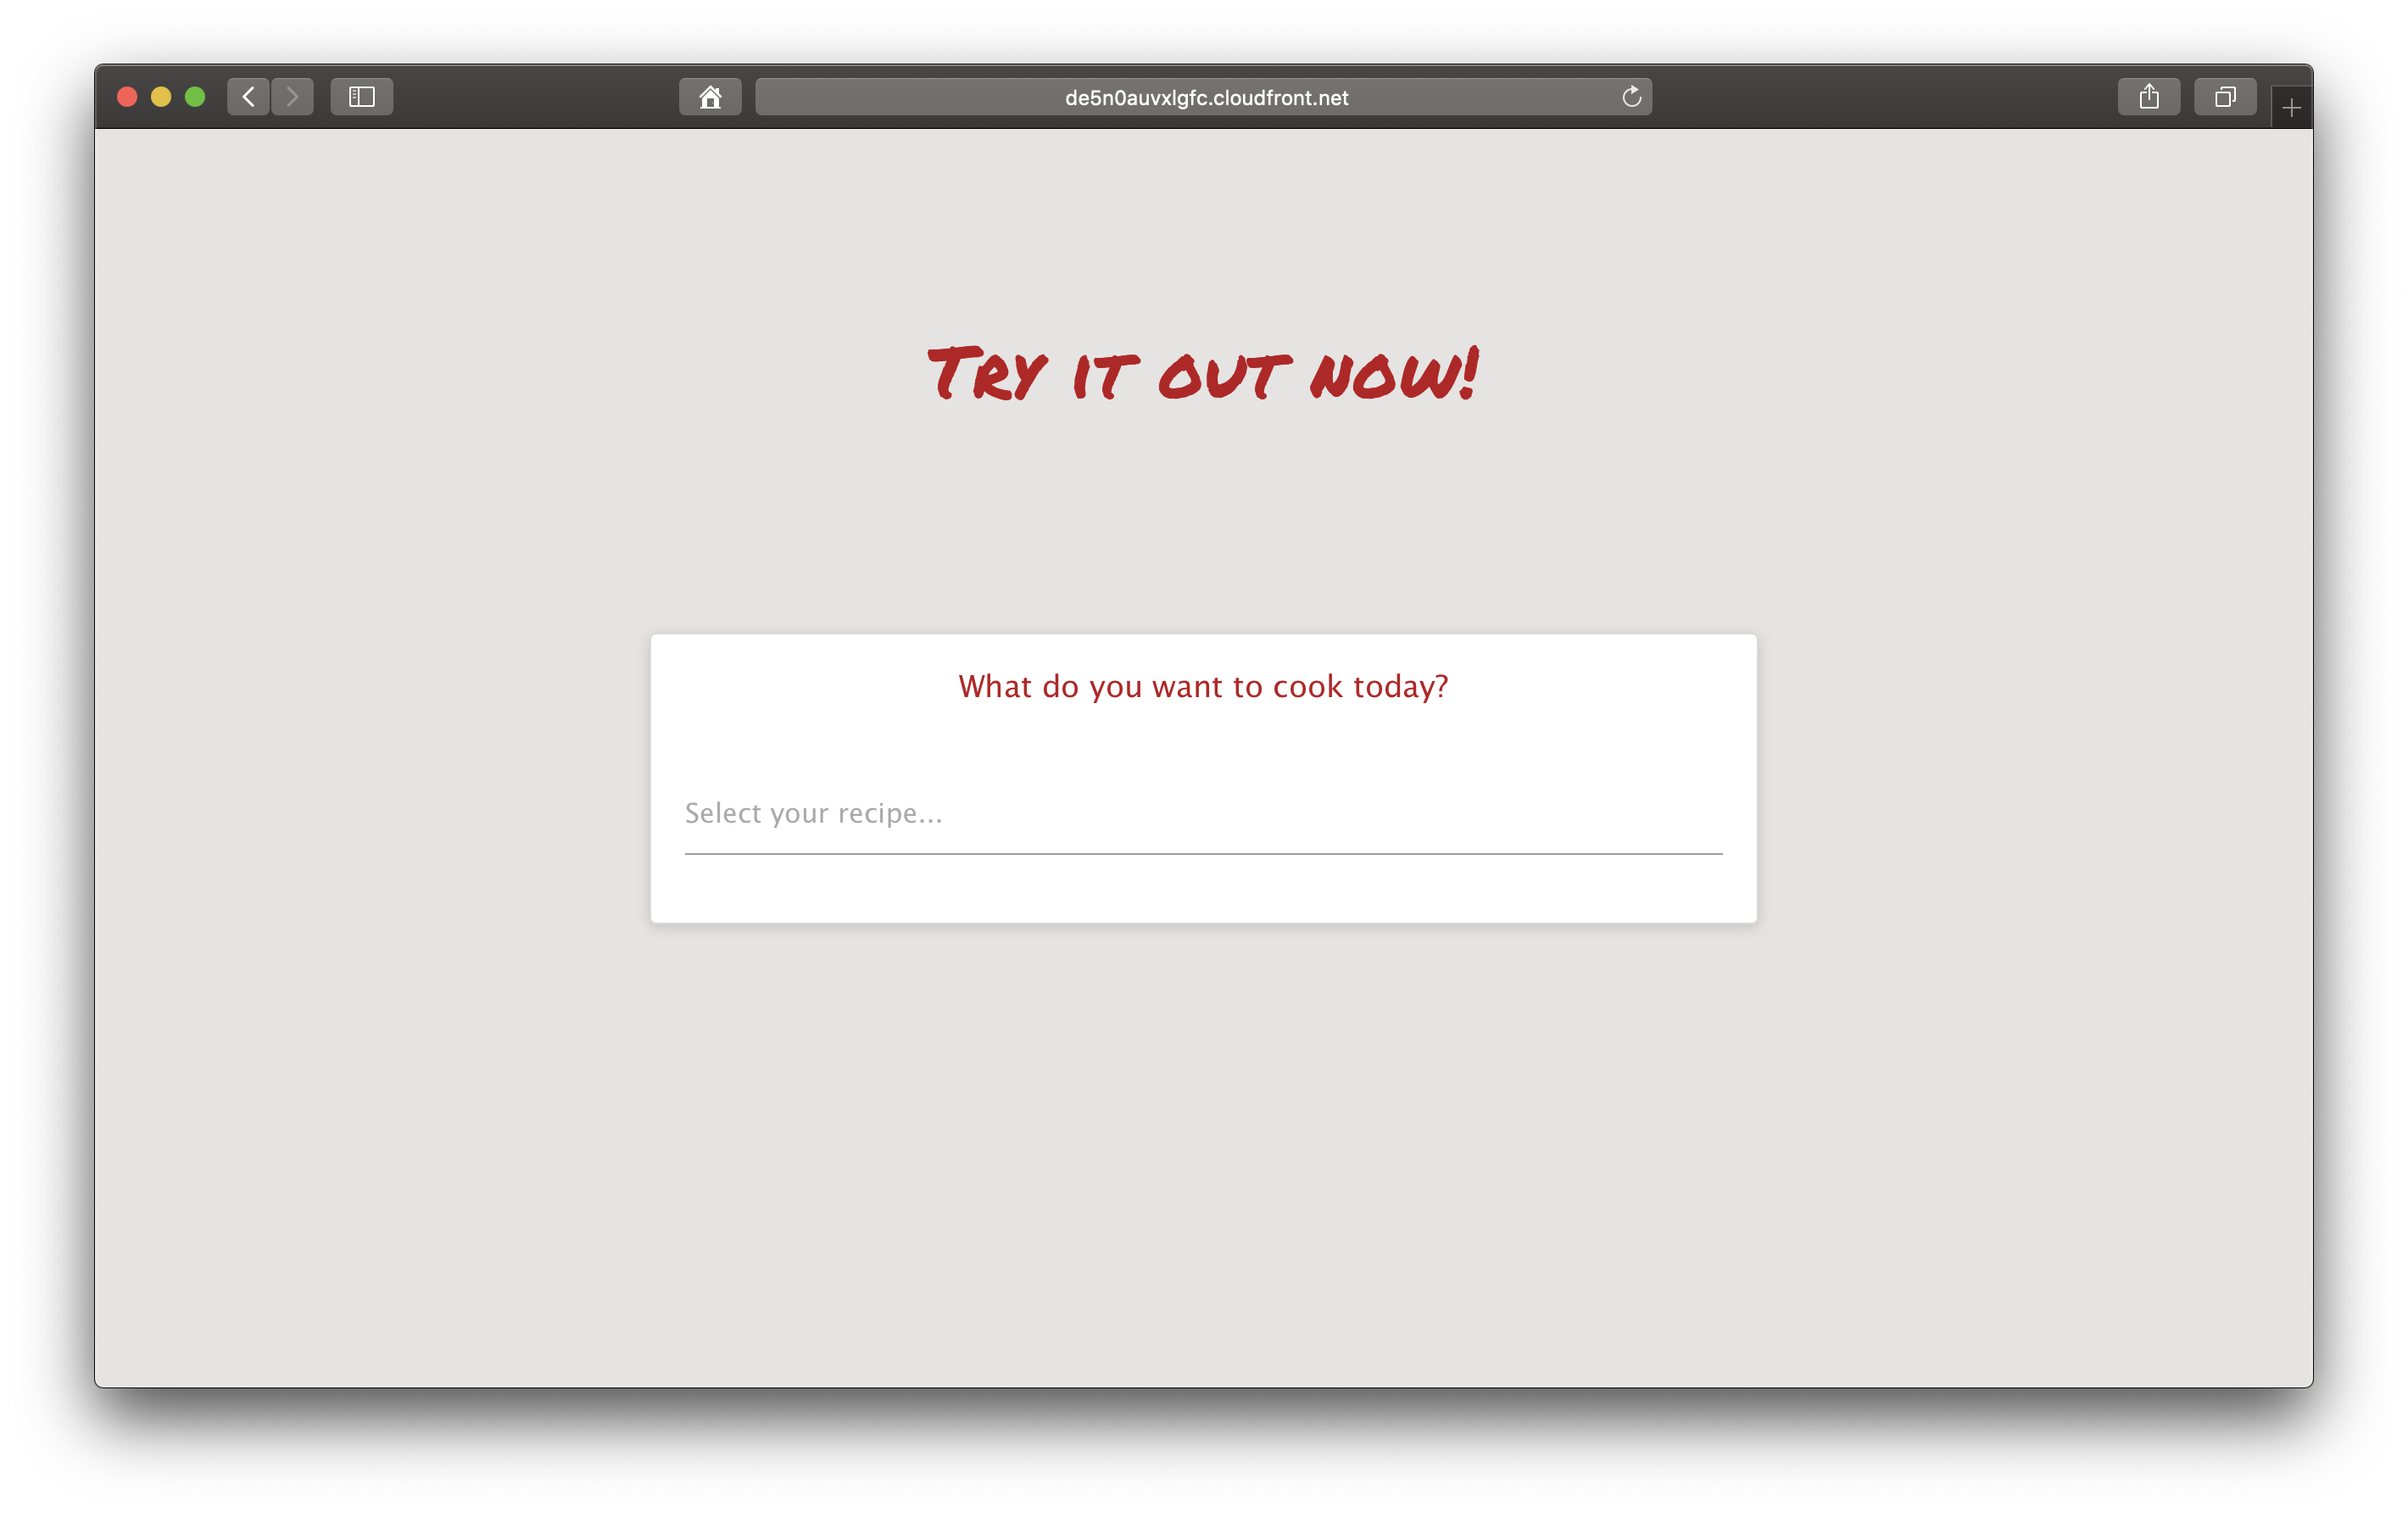 de5n0auvxlgfc.cloudfront.net
Try it out now!
What do you want to cook today?
Select your recipe...